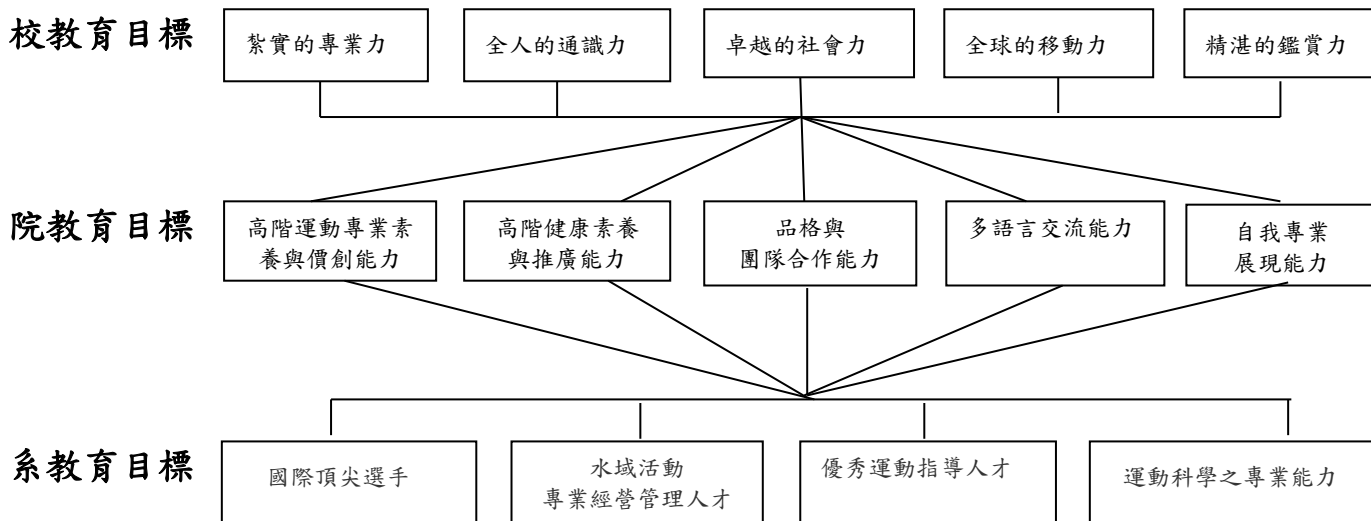 校教育目標
紮實的專業力
全人的通識力
卓越的社會力
全球的移動力
精湛的鑑賞力
院教育目標
高階運動專業素
養與價創能力
高階健康素養
與推廣能力
品格與
團隊合作能力
多語言交流能力
自我專業
展現能力
系教育目標
國際頂尖選手
水域活動
專業經營管理人才
優秀運動指導人才
運動科學之專業能力